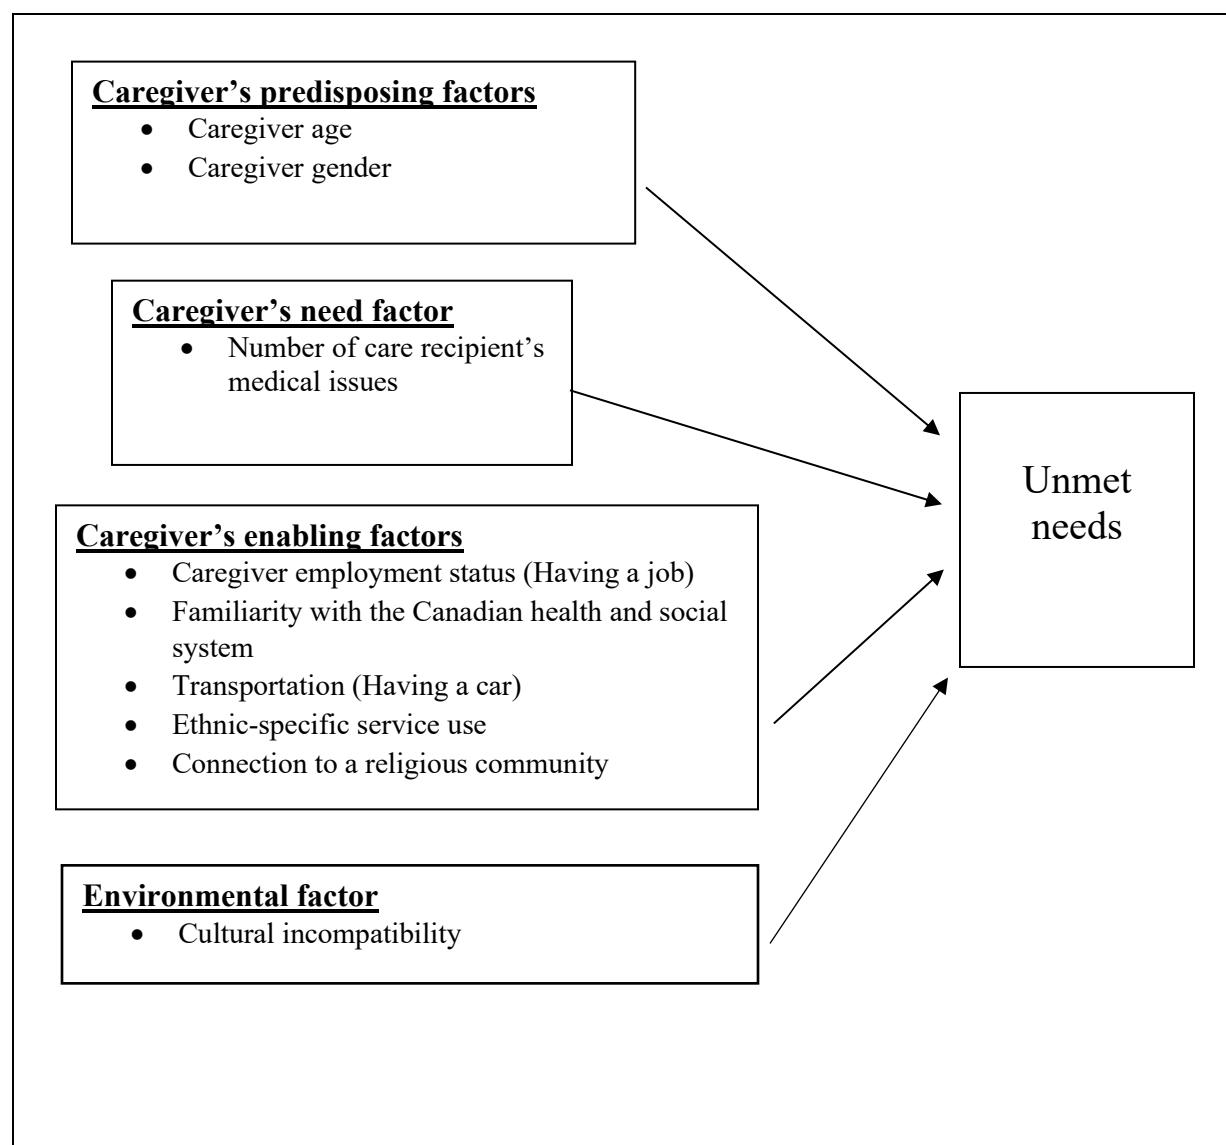 Caregiver’s predisposing factors
• Caregiver age
• Caregiver gender
Caregiver’s need factor
• Number of care recipient’s
medical issues
Caregiver’s enabling factors
• Caregiver employment status (Having a job)
• Familiarity with the Canadian health and social
system
• Transportation (Having a car)
• Ethnic-specific service use
• Connection to a religious community
Environmental factor
• Cultural incompatibility
Unmet
needs